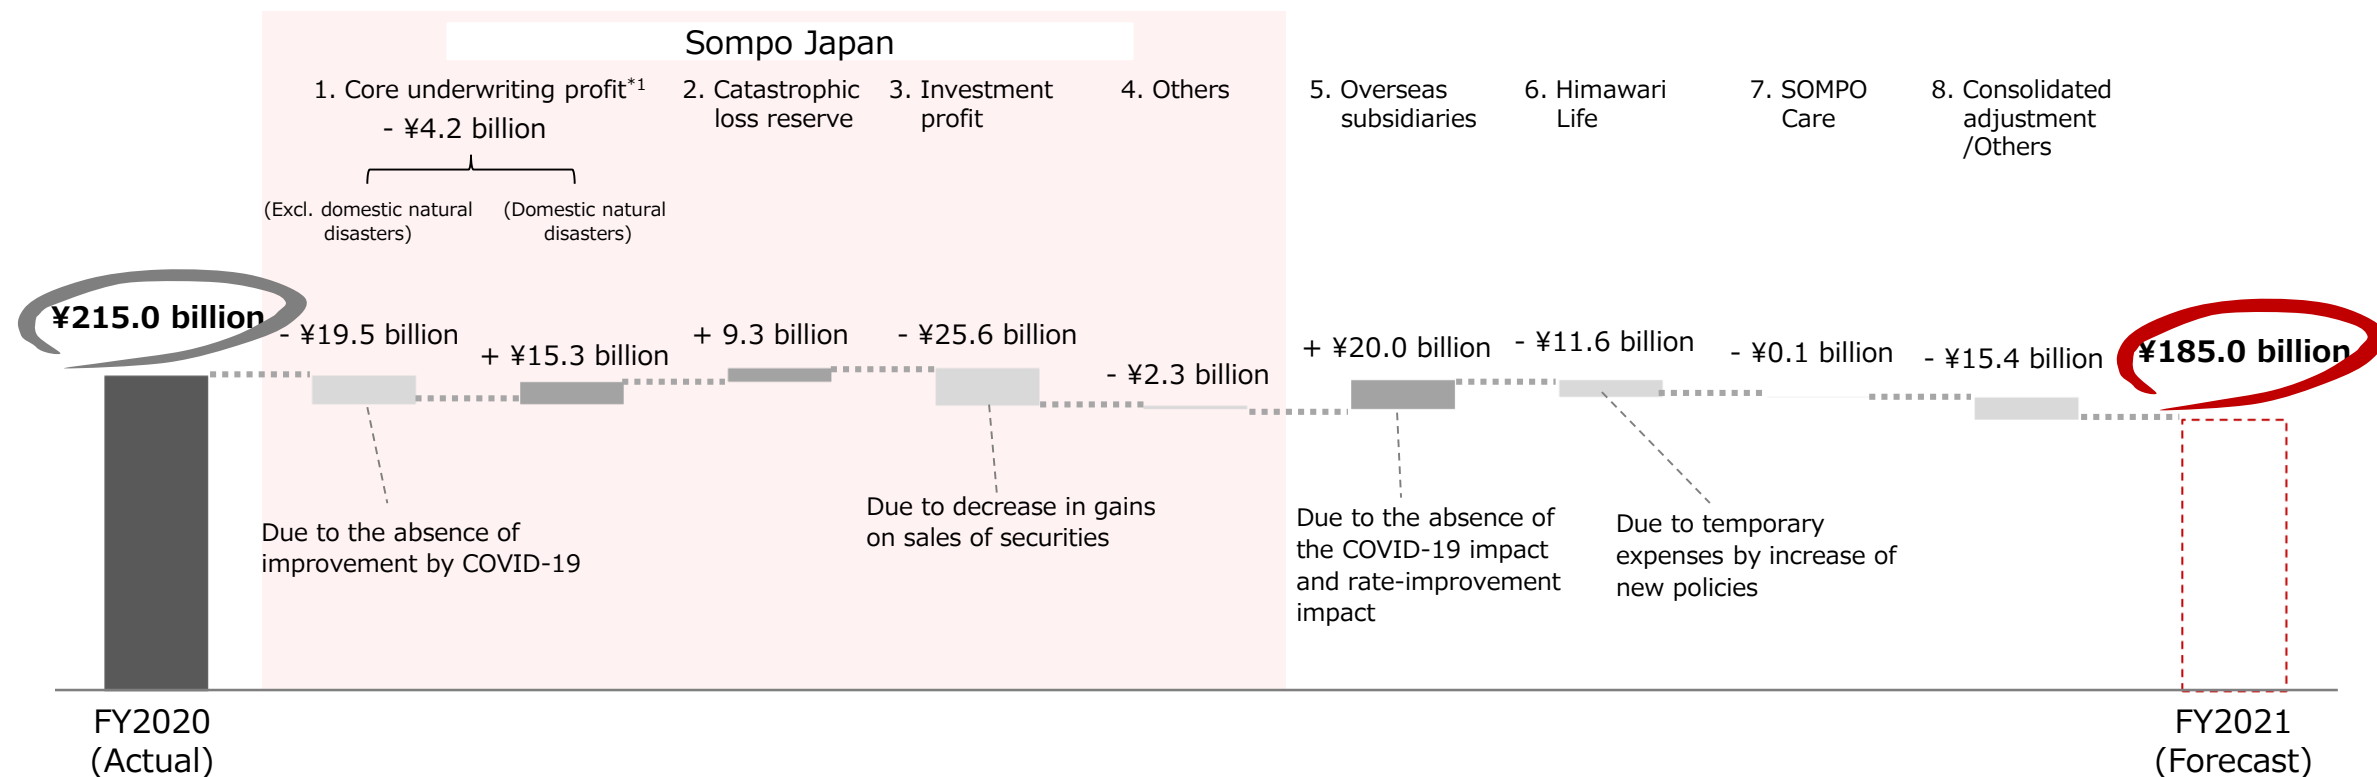 Sompo Japan
1. Core underwriting profit*1
- ¥4.2 billion
(Excl. domestic natural
disasters)
(Domestic natural
disasters)
2. Catastrophic
loss reserve
3. Investment
profit
4. Others
5. Overseas
subsidiaries
6. Himawari
Life
7. SOMPO
Care
8. Consolidated
adjustment
/Others
¥215.0 billion
- ¥19.5 billion
+ ¥15.3 billion
+ 9.3 billion
- ¥25.6 billion
- ¥2.3 billion
+ ¥20.0 billion
- ¥11.6 billion
- ¥0.1 billion
- ¥15.4 billion
¥185.0 billion
Due to the absence of
improvement by COVID-19
Due to decrease in gains
on sales of securities
Due to the absence of
the COVID-19 impact
and rate-improvement
impact
Due to temporary
expenses by increase of
new policies
FY2020
(Actual)
FY2021
(Forecast)